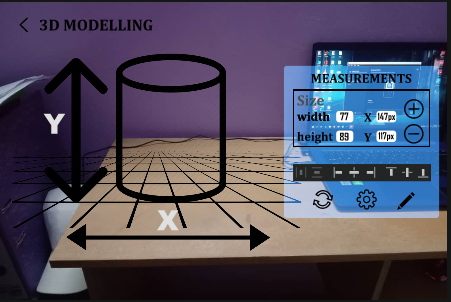 3D MODELLING
MEASUREMENTS
Size
width 77 X 147px
height 89 Y 117px
Y
X